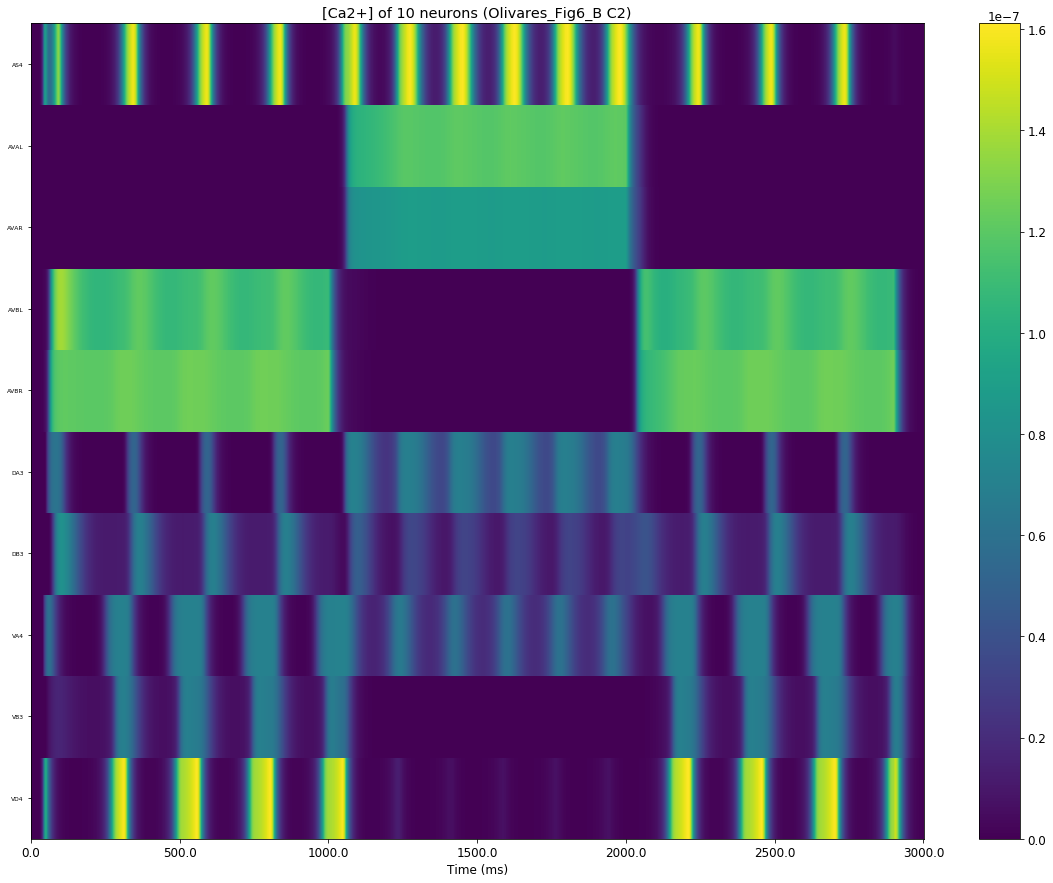 [Ca2+] of 10 neurons (Olivares_Fig6_B C2)
1e−7
AS4
AVAL
AVAR
AVBL
AVBR
DA3
DB3
VA4
VB3
VD4
0.0 500.0 1000.0 1500.0 2000.0 2500.0 3000.0
Time (ms)
1.6
1.4
1.2
1.0
0.8
0.6
0.4
0.2
0.0